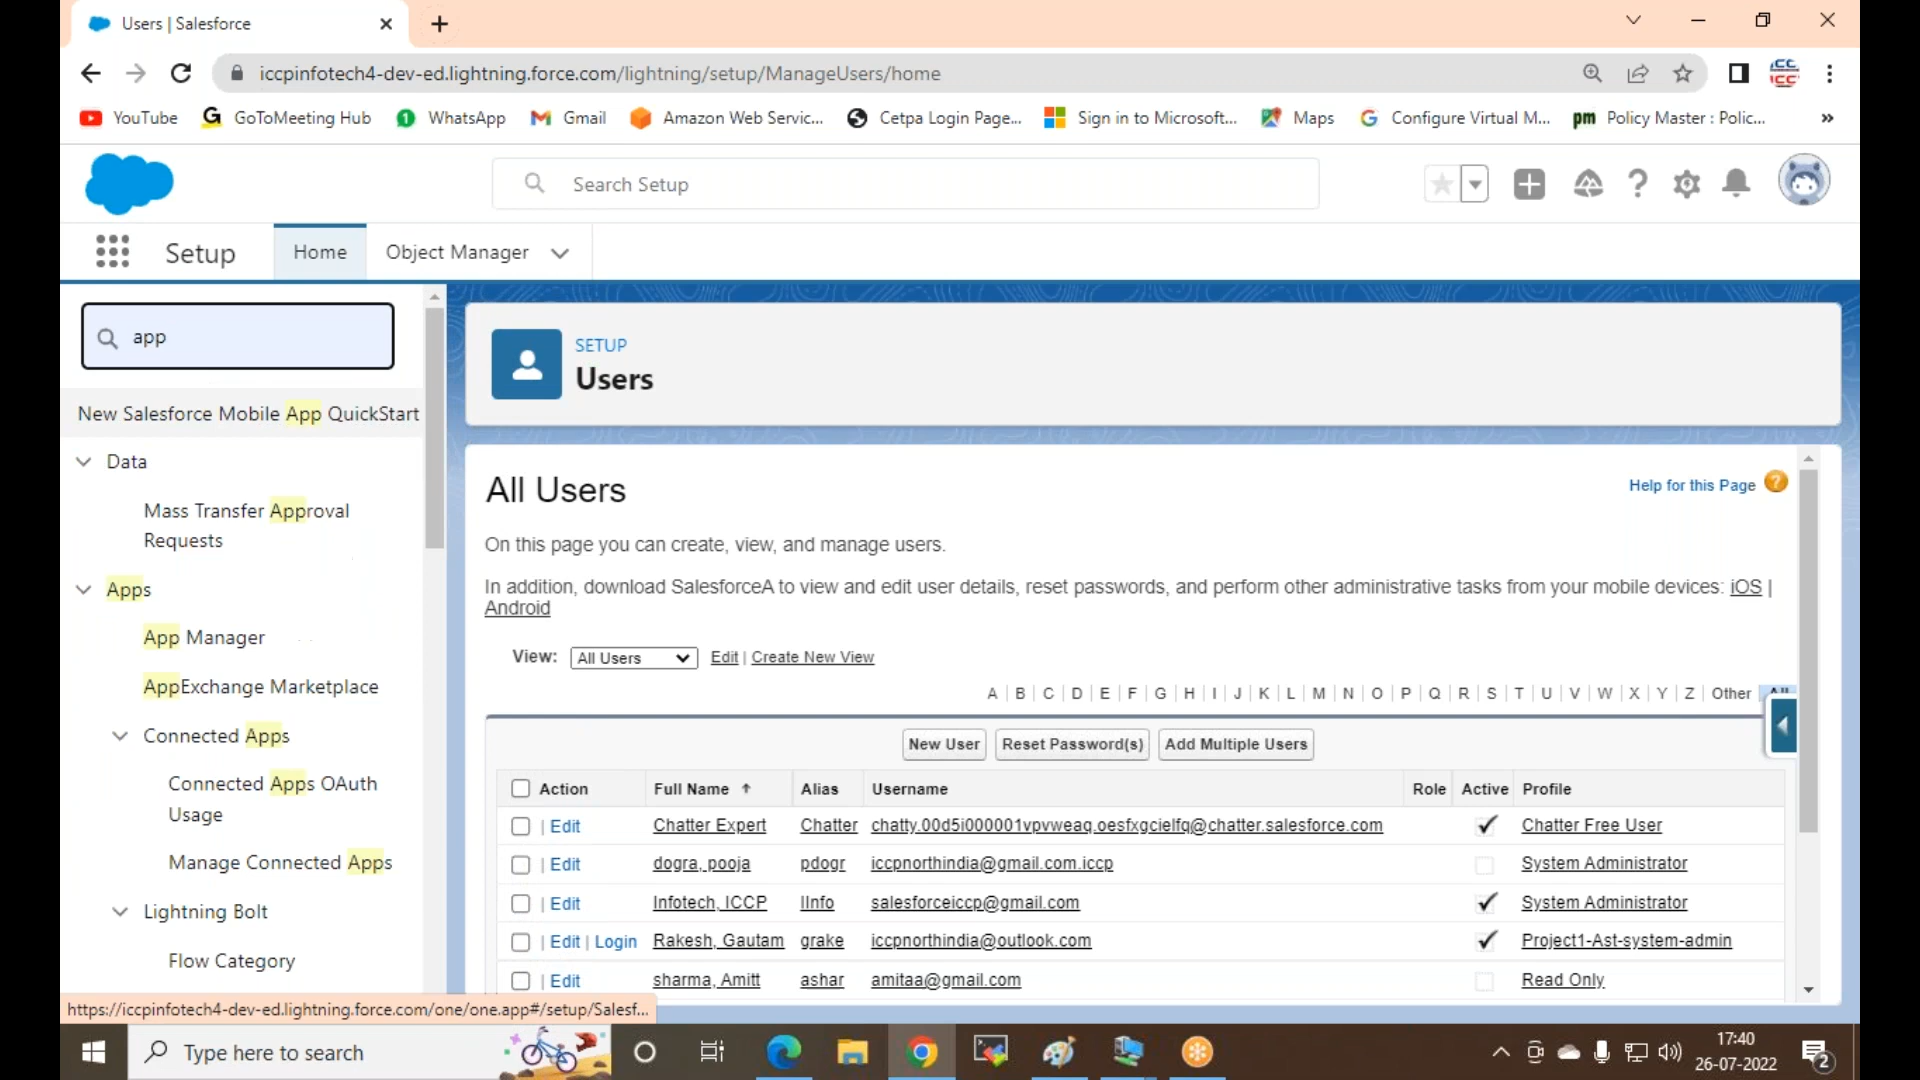 Users | Salesforce
iccpinfotech4-dev-ed.lightning.force.com/lightning/setup/ManageUsers/home
YouTube GoToMeeting Hub WhatsApp Gmail Amazon Web Servic... Cetpa Login Page... Sign in to Microsoft... Maps Configure Virtual M... pm Policy Master : Polic... »
Search Setup
Setup Home Object Manager
app
New Salesforce Mobile App QuickStart
Data
Mass Transfer Approval
Requests
Apps
App Manager
AppExchange Marketplace
Connected Apps
Connected Apps OAuth
Usage
Manage Connected Apps
Lightning Bolt
Flow Category
https://iccpinfotech4-dev-ed.lightning.force.com/one/one.app#/setup/Salesf...
SETUP
Users
All Users
Help for this Page ?
On this page you can create, view, and manage users.
In addition, download SalesforceA to view and edit user details, reset passwords, and perform other administrative tasks from your mobile devices: iOS |
Android
View: All Users Edit | Create New View
A | B | C | D | E | F | G | H | I | J | K | L | M | N | O | P | Q | R | S | T | U | V | W | X | Y | Z | Other | All
New User Reset Password(s) Add Multiple Users
Action Full Name ↑ Alias Username Role Active Profile
| Edit Chatter Expert Chatter chatty.00d5i000001vpvweaq.oesfxgcielfq@chatter.salesforce.com ✓ Chatter Free User
| Edit dogra, pooja pdogr iccpnorthindia@gmail.com.iccp System Administrator
| Edit Infotech, ICCP IInfo salesforceiccp@gmail.com ✓ System Administrator
| Edit | Login Rakesh, Gautam grake iccpnorthindia@outlook.com ✓ Project1-Ast-system-admin
| Edit sharma, Amitt ashar amitaa@gmail.com Read Only
Type here to search
17:40
26-07-2022
2